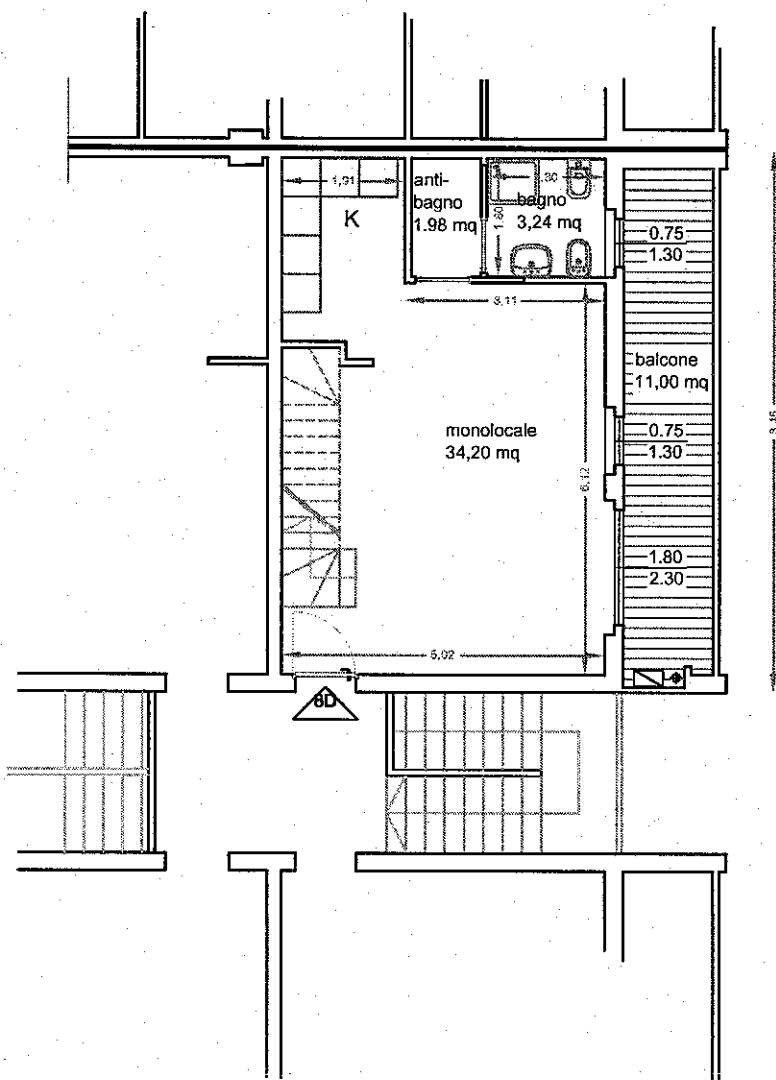 1,91
K
anti-
bagno
1.98 mq
bagno
3,24 mq
1.80
0.75
1.30
3,11
balcone
11,00 mq
monolocale
34,20 mq
0.75
1.30
6,12
1.80
2.30
5,02
8D